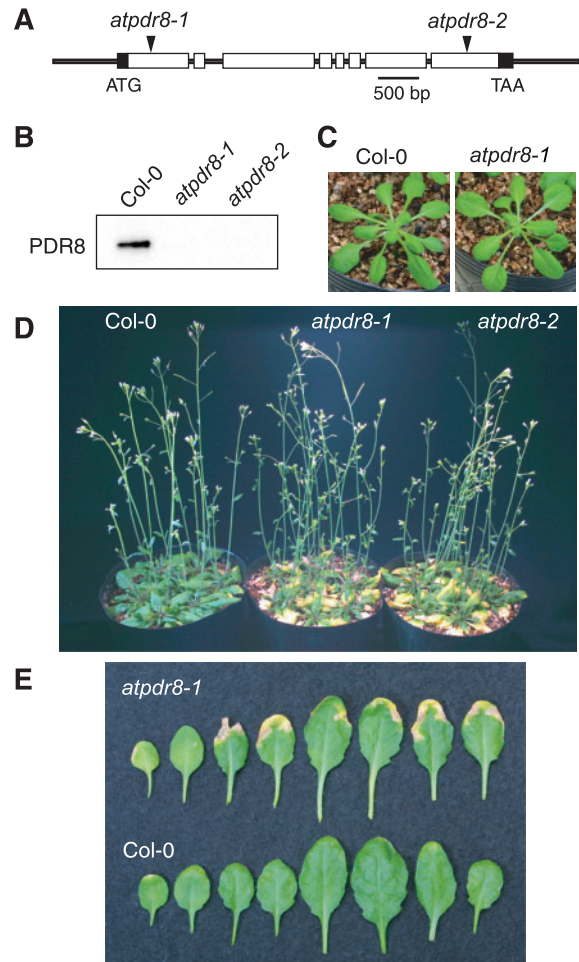 A
atpdr8-1
atpdr8-2
ATG
500 bp
TAA
B
Col-0
atpdr8-1
atpdr8-2
PDR8
C
Col-0
atpdr8-1
D
Col-0
atpdr8-1
atpdr8-2
E
atpdr8-1
Col-0